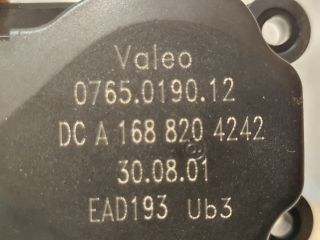 Valeo
0765.0190.12
DC A 168 820 4242
30.08.01
EAD193 Ub3